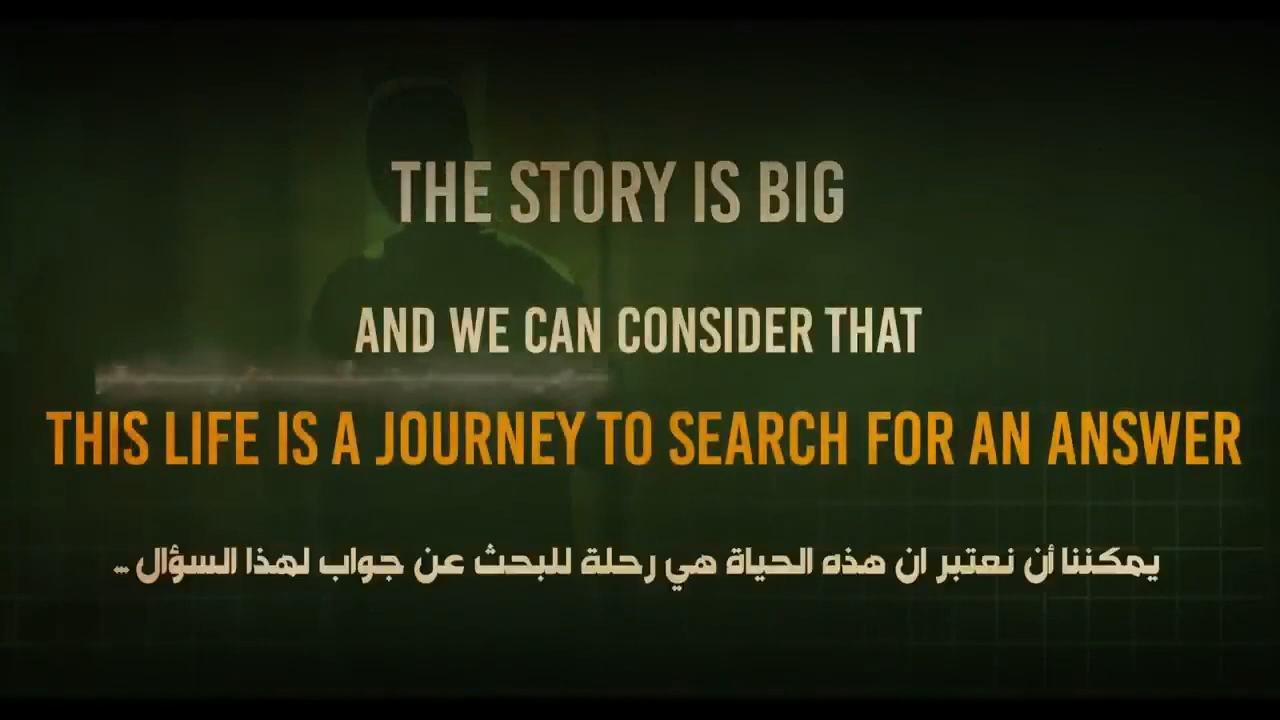 THE STORY IS BIG
AND WE CAN CONSIDER THAT
THIS LIFE IS A JOURNEY TO SEARCH FOR AN ANSWER
يمكننا أن نعتبر ان هذه الحياة هي رحلة للبحث عن جواب لهذا السؤال ...